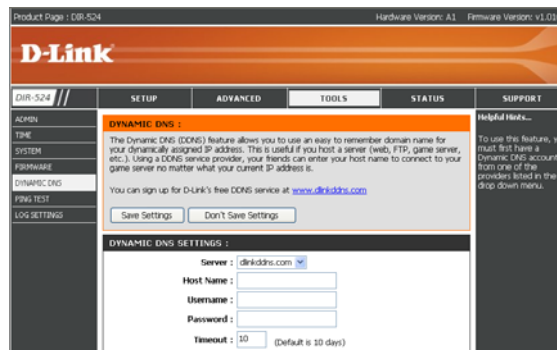 Product Page : DIR-524
Hardware Version: A1 Firmware Version: v1.01
D-Link
DIR-524
SETUP
ADVANCED
TOOLS
STATUS
SUPPORT
ADMIN
TIME
SYSTEM
FIRMWARE
DYNAMIC DNS
PING TEST
LOG SETTINGS
DYNAMIC DNS :
The Dynamic DNS (DDNS) feature allows you to use an easy to remember domain name for
your dynamically assigned IP address. This is useful if you host a server (web, FTP, game server,
etc.). Using a DDNS service provider, your friends can enter your host name to connect to your
game server no matter what your current IP address is.
You can sign up for D-Link's free DDNS service at www.dlinkddns.com
Save Settings
Don't Save Settings
DYNAMIC DNS SETTINGS :
Server : dlinkddns.com
Host Name :
Username :
Password :
Timeout : 10 (Default is 10 days)
Helpful Hints...
To use this feature, y
must first have a
Dynamic DNS account
from one of the
providers listed in the
drop down menu.